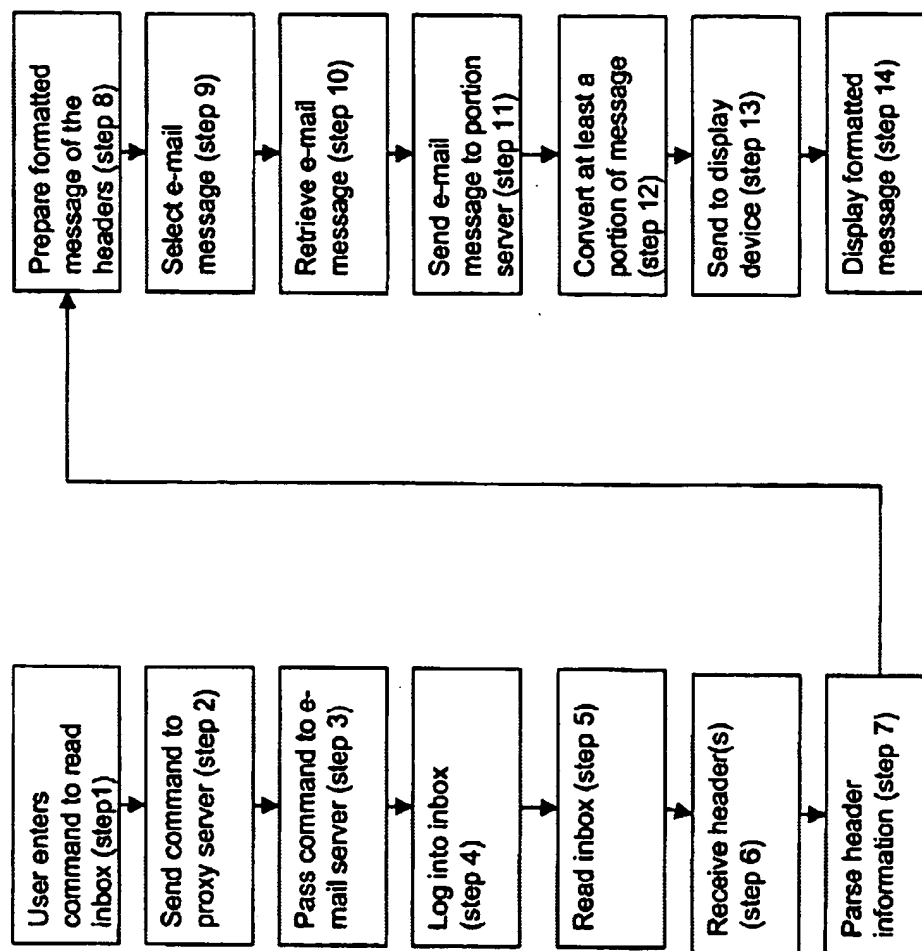 User enters
command to read
inbox (step1)
Send command to
proxy server (step 2)
Pass command to e-
mail server (step 3)
Log into inbox
(step 4)
Read inbox (step 5)
Receive header(s)
(step 6)
Parse header
information (step 7)
Prepare formatted
message of the
headers (step 8)
Select e-mail
message (step 9)
Retrieve e-mail
message (step 10)
Send e-mail
message to portion
server (step 11)
Convert at least a
portion of message
(step 12)
Send to display
device (step 13)
Display formatted
message (step 14)